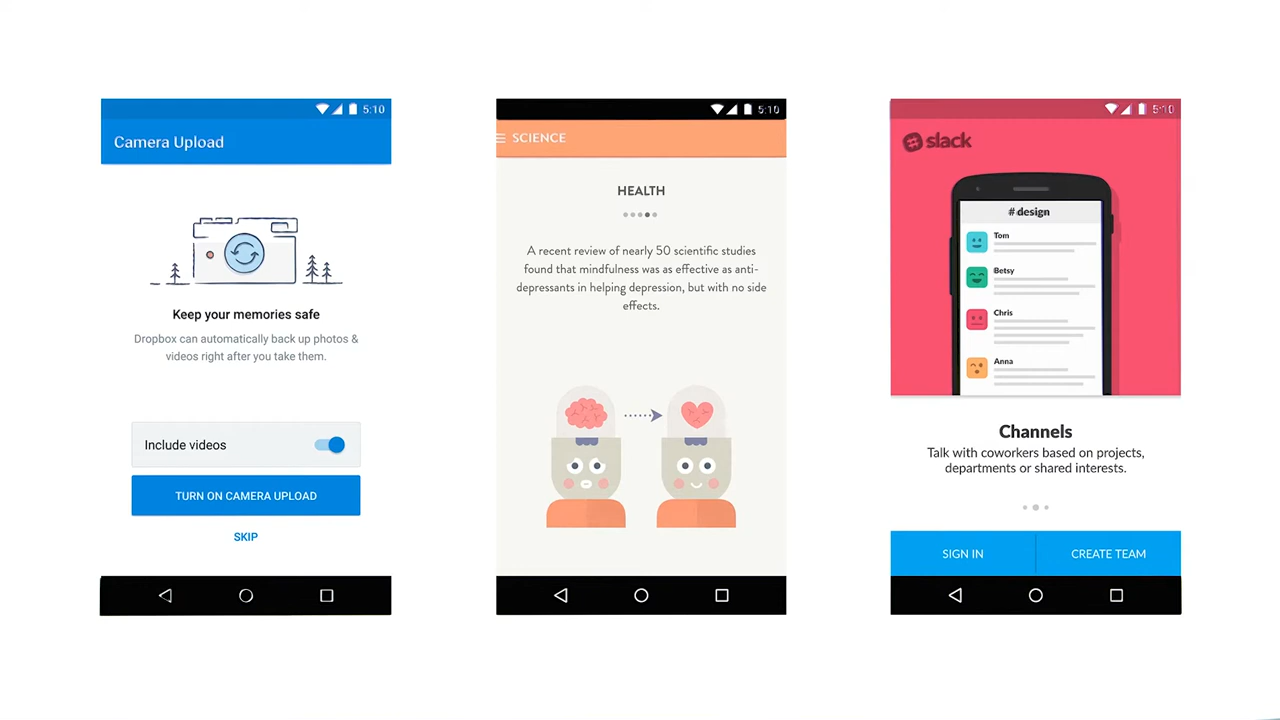 5:10
Camera Upload
Keep your memories safe
Dropbox can automatically back up photos &
videos right after you take them.
Include videos
TURN ON CAMERA UPLOAD
SKIP
5:10
SCIENCE
HEALTH
A recent review of nearly 50 scientific studies
found that mindfulness was as effective as anti-
depressants in helping depression, but with no side
effects.
5:10
slack
# design
Tom
Betsy
Chris
Anna
Channels
Talk with coworkers based on projects,
departments or shared interests.
SIGN IN
CREATE TEAM